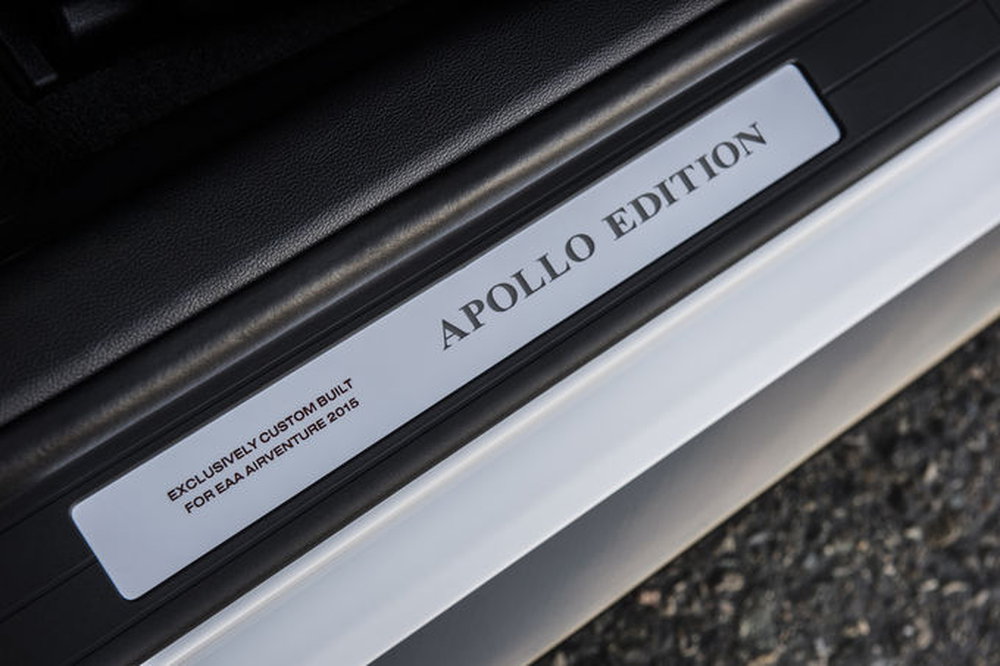 APOLLO EDITION
EXCLUSIVELY CUSTOM BUILT
FOR EAA AIRVENTURE 2015